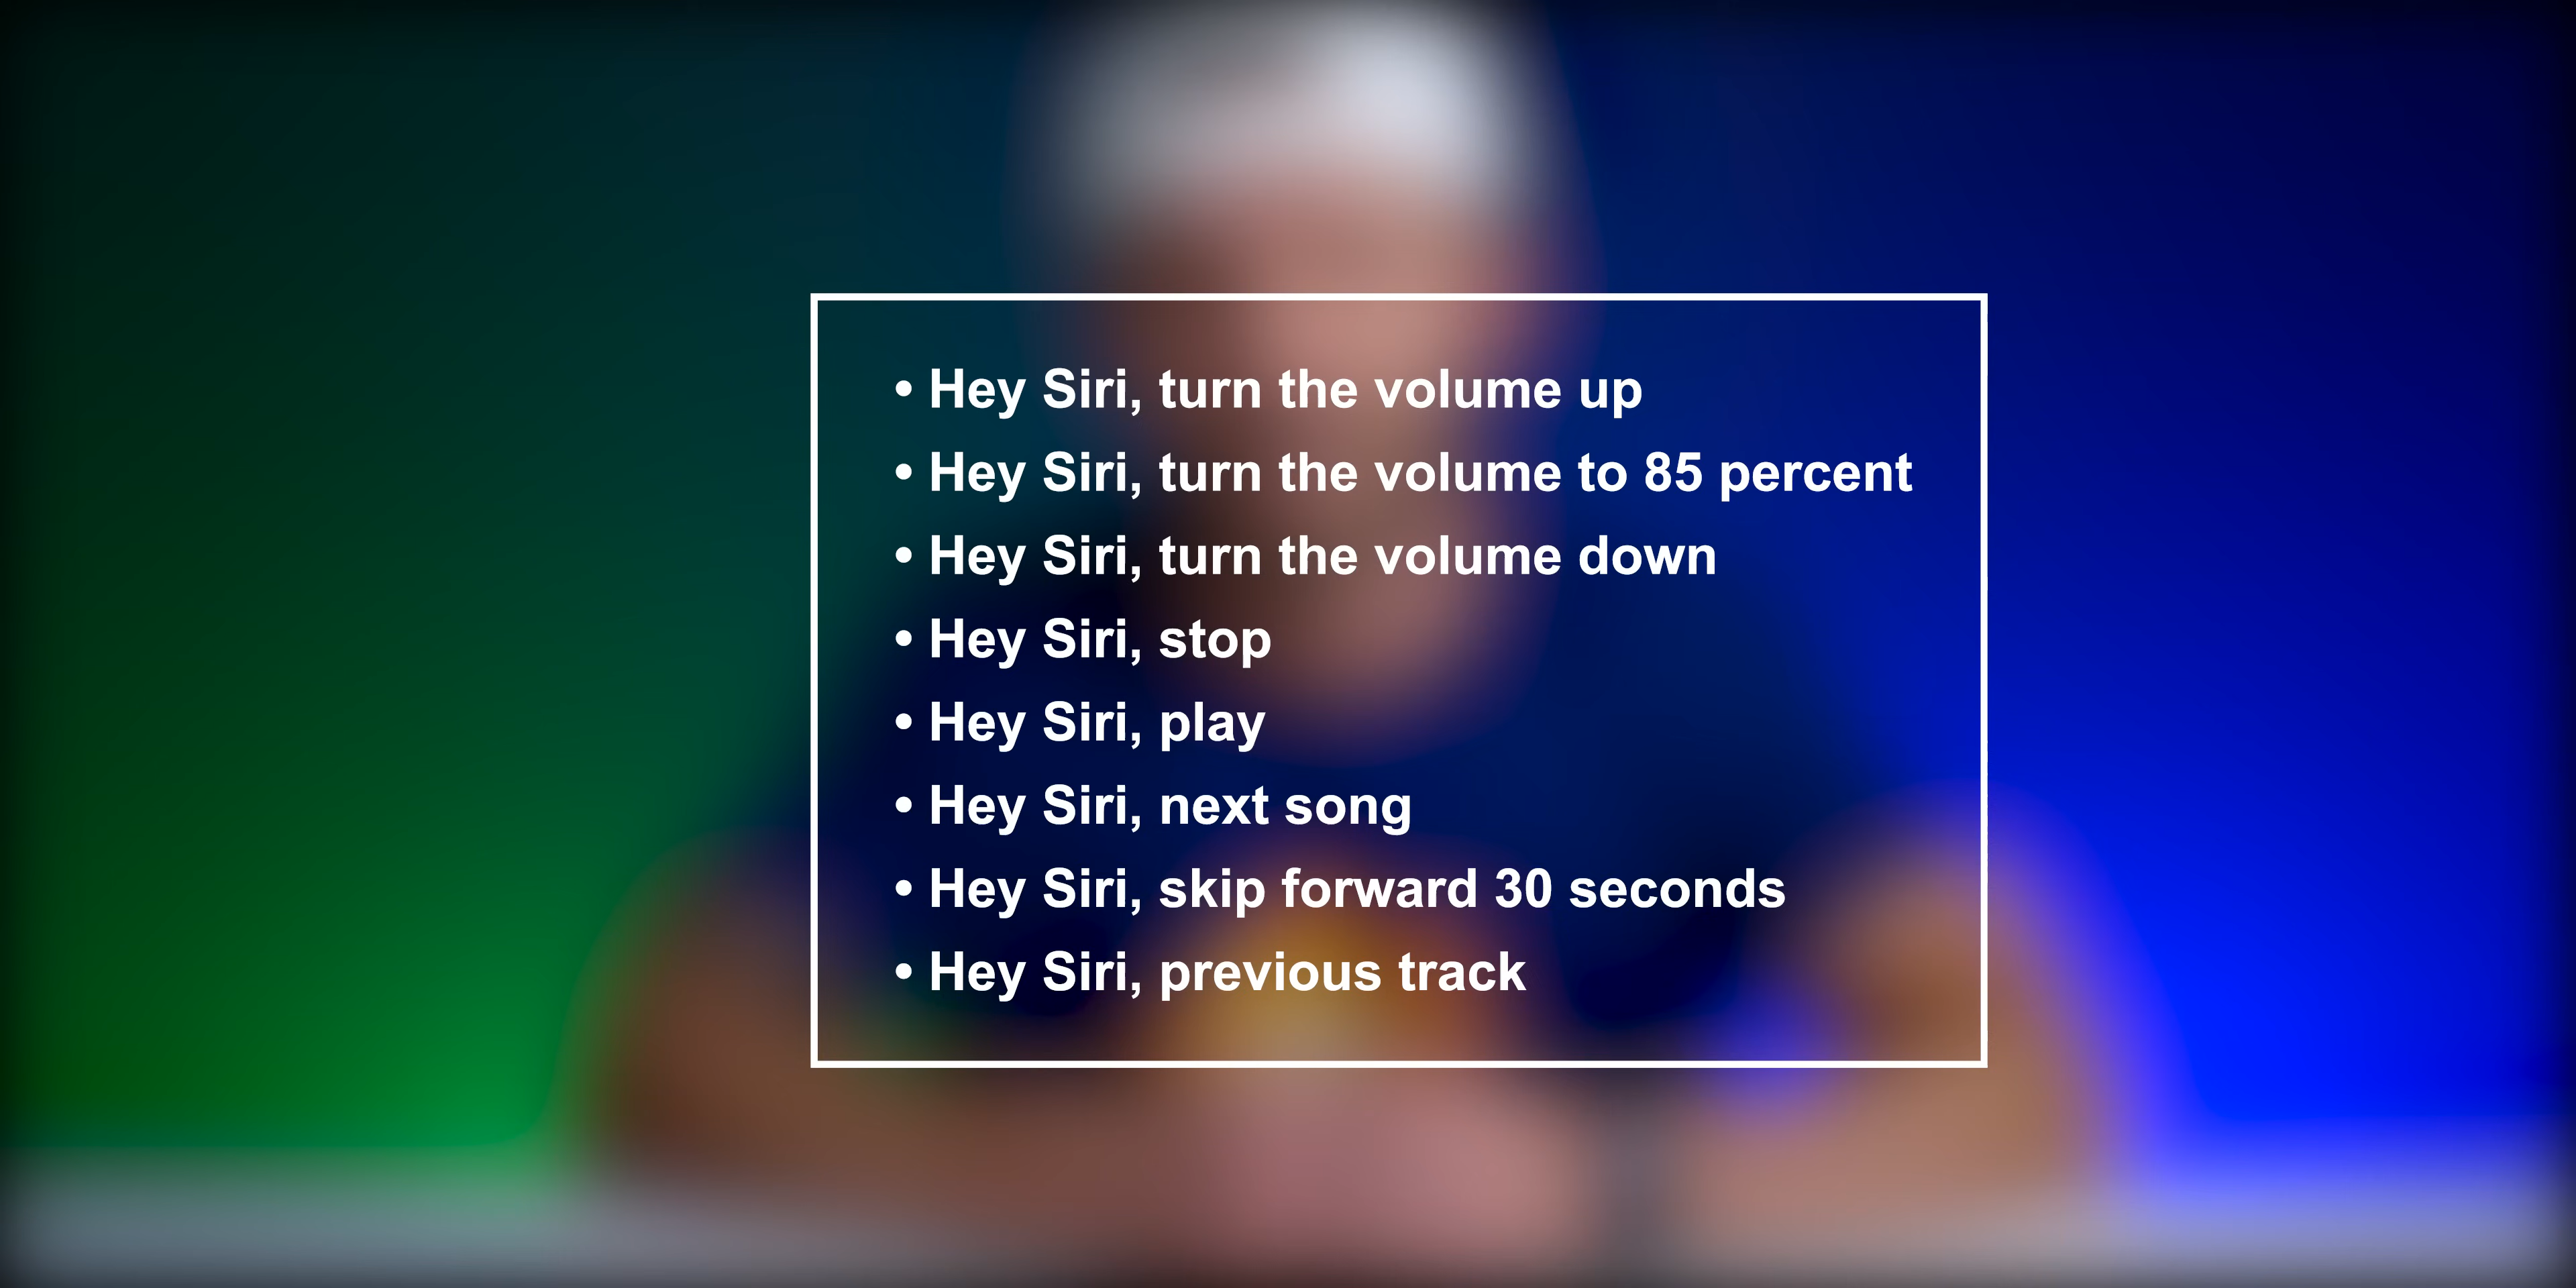 • Hey Siri, turn the volume up
• Hey Siri, turn the volume to 85 percent
• Hey Siri, turn the volume down
• Hey Siri, stop
• Hey Siri, play
• Hey Siri, next song
• Hey Siri, skip forward 30 seconds
• Hey Siri, previous track